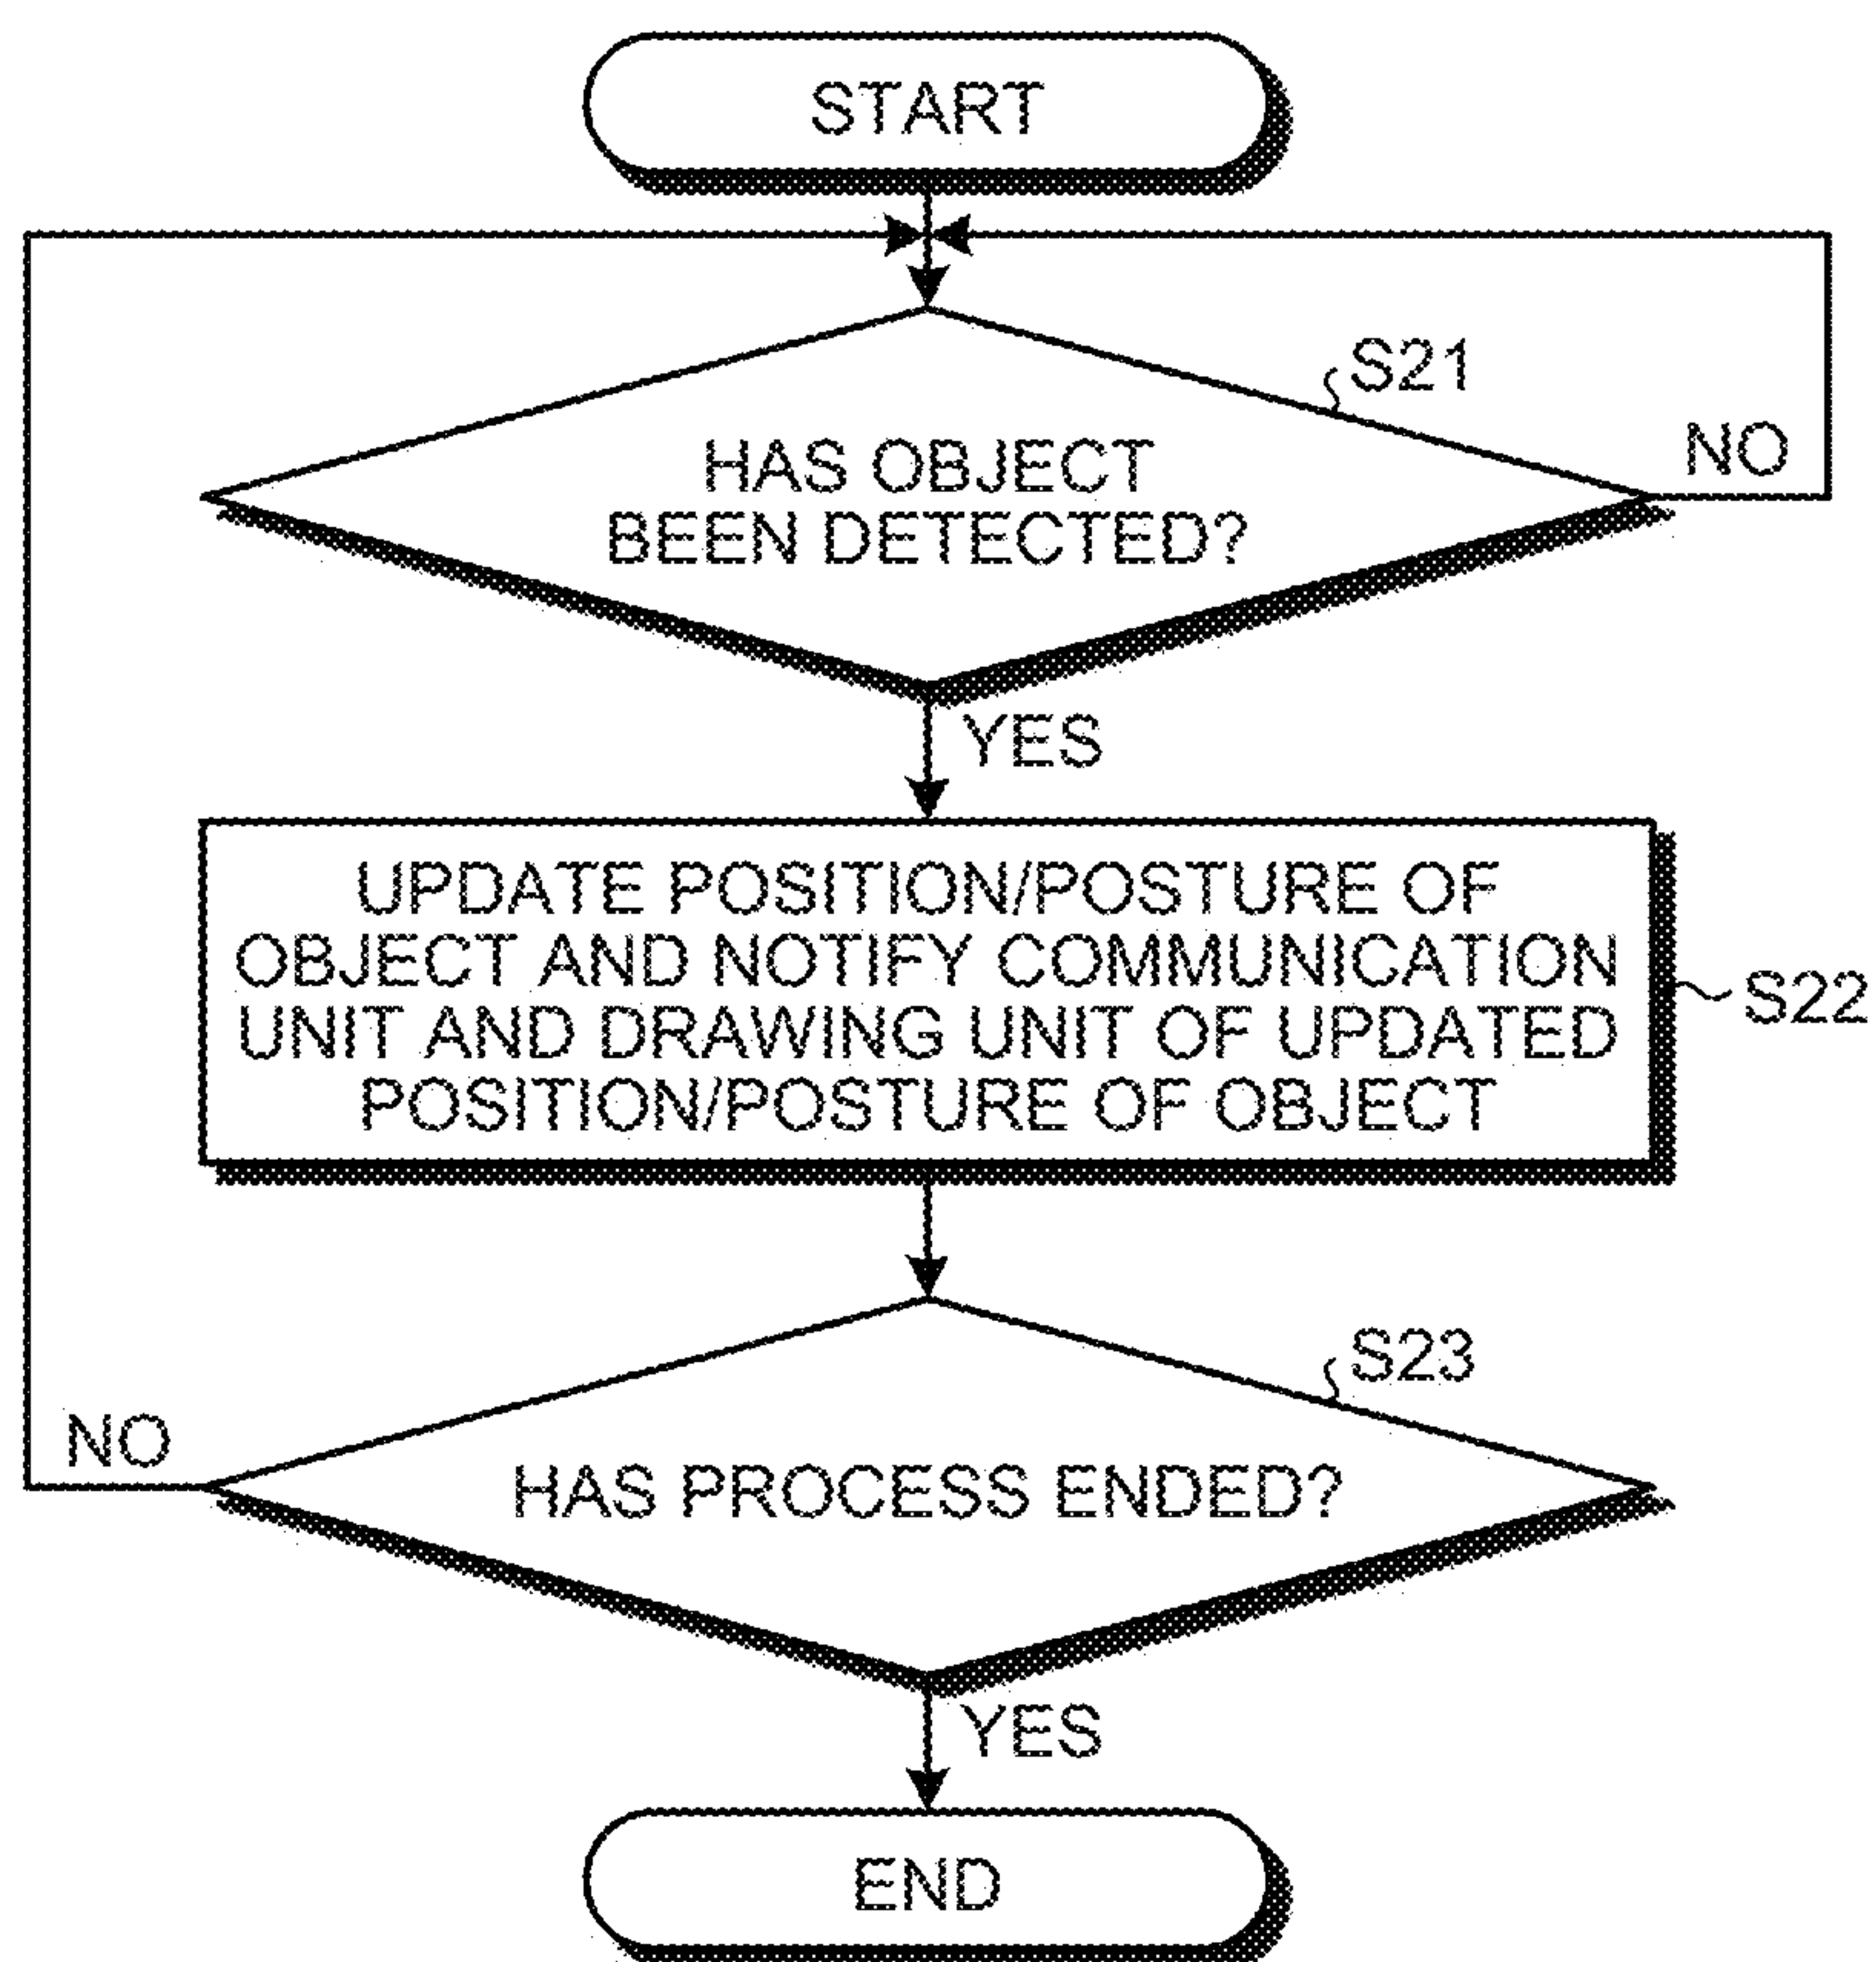 START
S21
HAS OBJECT
NO
BEEN DETECTED?
YES
UPDATE POSITION/POSTURE OF
OBJECT AND NOTIFY COMMUNICATION
UNIT AND DRAWING UNIT OF UPDATED
POSITION/POSTURE OF OBJECT
S22
S23
NO
HAS PROCESS ENDED?
YES
END